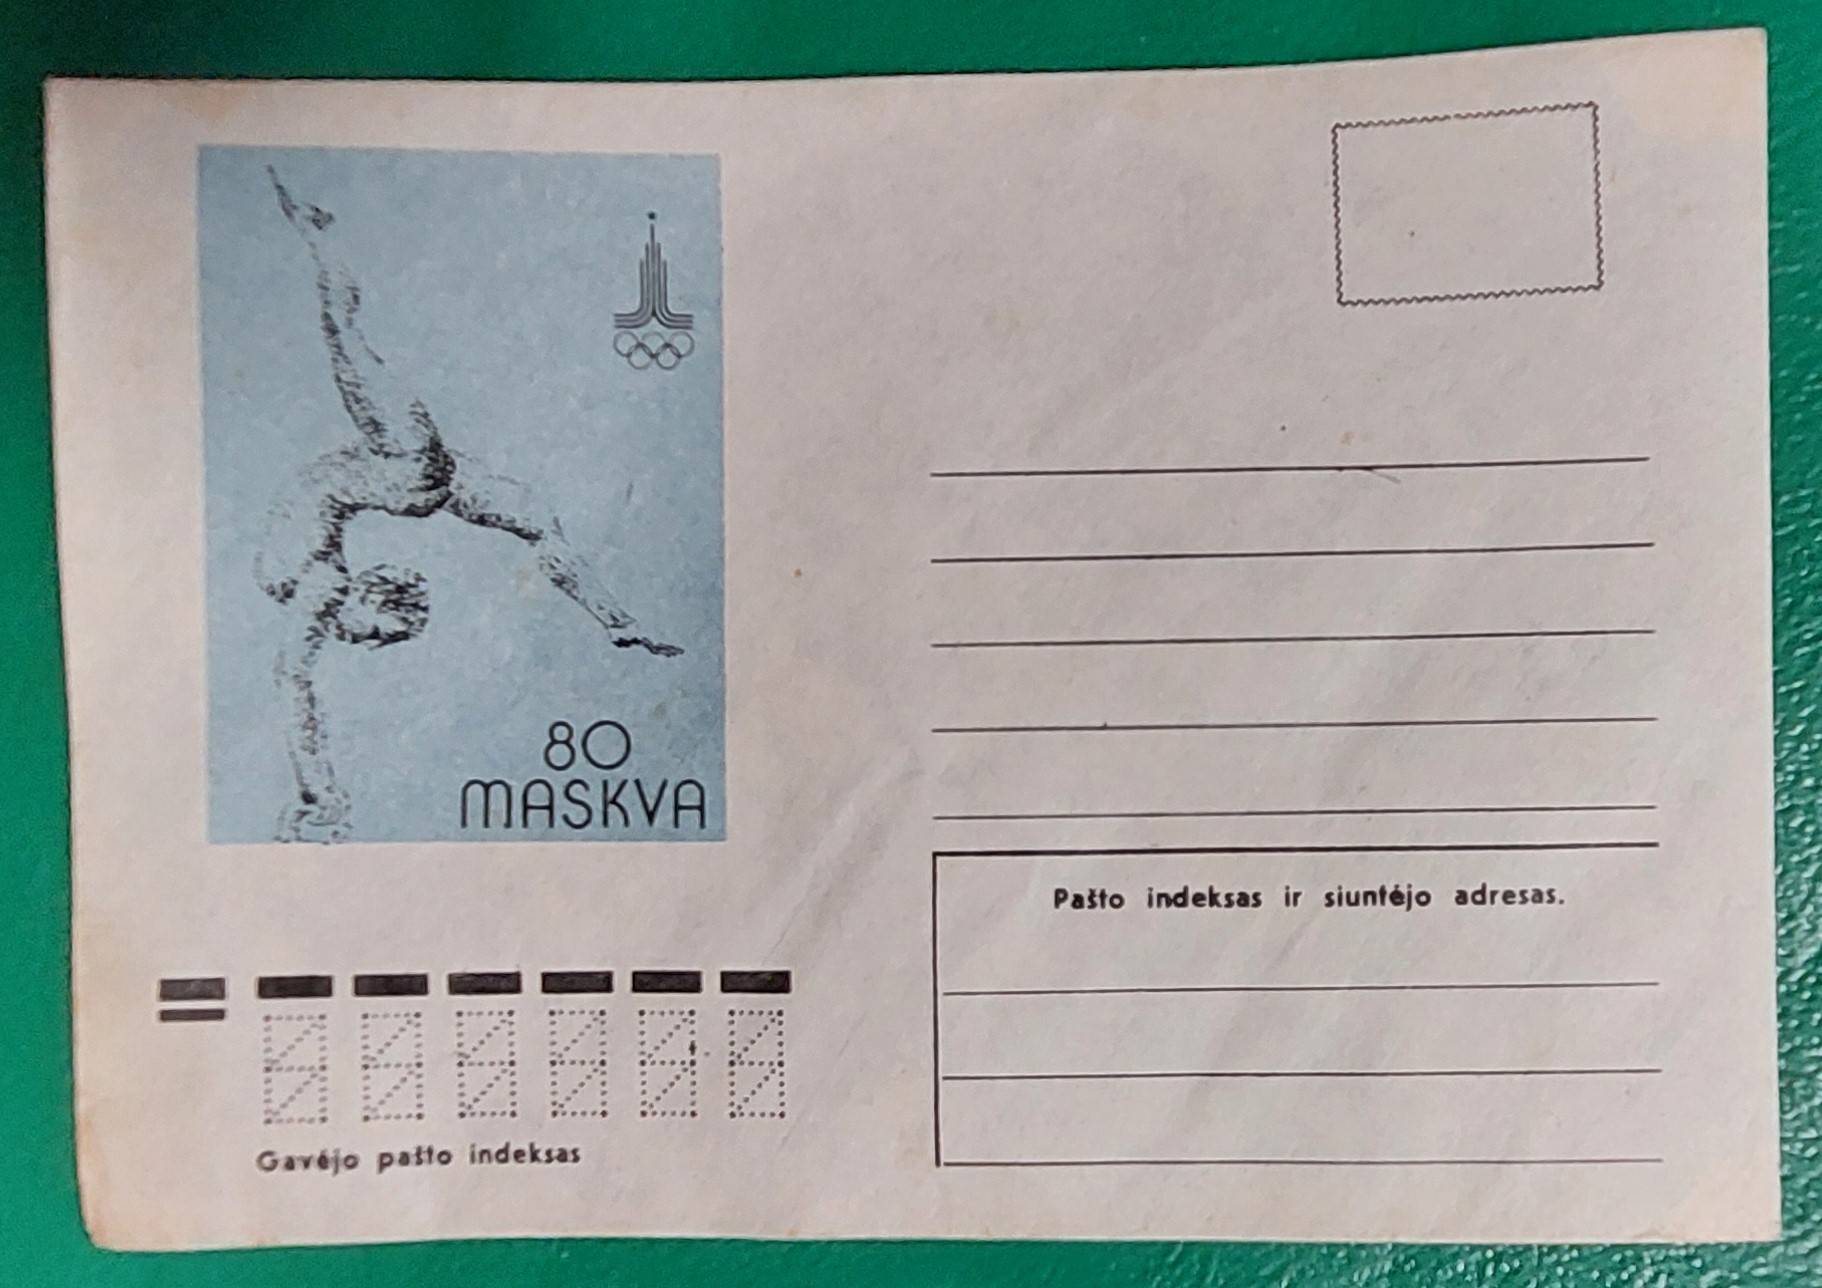 80
MASKVA
Pašto indeksas ir siuntėjo adresas.
Gavėjo pašto indeksas